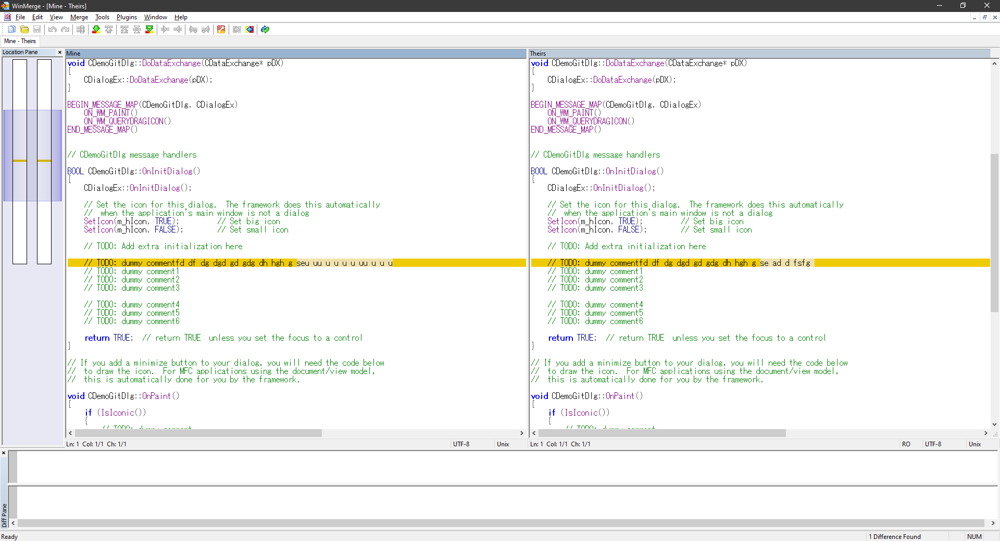 WinMerge - [Mine - Theirs]
File Edit View Merge Tools Plugins Window Help
Mine - Theirs
Location Pane
Mine
void CDemoGitDlg::DoDataExchange(CDataExchange* pDX)
{
CDialogEx::DoDataExchange(pDX);
}
BEGIN_MESSAGE_MAP(CDemoGitDlg, CDialogEx)
ON_WM_PAINT()
ON_WM_QUERYDRAGICON()
END_MESSAGE_MAP()
// CDemoGitDlg message handlers
BOOL CDemoGitDlg::OnInitDialog()
{
CDialogEx::OnInitDialog();
// Set the icon for this dialog.  The framework does this automatically
//  when the application's main window is not a dialog
SetIcon(m_hIcon, TRUE);         // Set big icon
SetIcon(m_hIcon, FALSE);        // Set small icon
// TODO: Add extra initialization here
// TODO: dummy commentfd df dg dgd gd gdg dh hgh g seu uu u u u u uu u u u
// TODO: dummy comment1
// TODO: dummy comment2
// TODO: dummy comment3
// TODO: dummy comment4
// TODO: dummy comment5
// TODO: dummy comment6
return TRUE;  // return TRUE  unless you set the focus to a control
}
// If you add a minimize button to your dialog, you will need the code below
//  to draw the icon.  For MFC applications using the document/view model,
//  this is automatically done for you by the framework.
void CDemoGitDlg::OnPaint()
{
if (IsIconic())
{
// TODO: dummy comment
Ln: 1  Col: 1/1  Ch: 1/1
UTF-8
Unix
Theirs
void CDemoGitDlg::DoDataExchange(CDataExchange* pDX)
{
CDialogEx::DoDataExchange(pDX);
}
BEGIN_MESSAGE_MAP(CDemoGitDlg, CDialogEx)
ON_WM_PAINT()
ON_WM_QUERYDRAGICON()
END_MESSAGE_MAP()
// CDemoGitDlg message handlers
BOOL CDemoGitDlg::OnInitDialog()
{
CDialogEx::OnInitDialog();
// Set the icon for this dialog.  The framework does this automatically
//  when the application's main window is not a dialog
SetIcon(m_hIcon, TRUE);         // Set big icon
SetIcon(m_hIcon, FALSE);        // Set small icon
// TODO: Add extra initialization here
// TODO: dummy commentfd df dg dgd gd gdg dh hgh g se ad d fsfg
// TODO: dummy comment1
// TODO: dummy comment2
// TODO: dummy comment3
// TODO: dummy comment4
// TODO: dummy comment5
// TODO: dummy comment6
return TRUE;  // return TRUE  unless you set the focus to a control
}
// If you add a minimize button to your dialog, you will need the code below
//  to draw the icon.  For MFC applications using the document/view model,
//  this is automatically done for you by the framework.
void CDemoGitDlg::OnPaint()
{
if (IsIconic())
{
// TODO: dummy comment
Ln: 1  Col: 1/1  Ch: 1/1
RO
UTF-8
Unix
Diff Pane
Ready
1 Difference Found
NUM